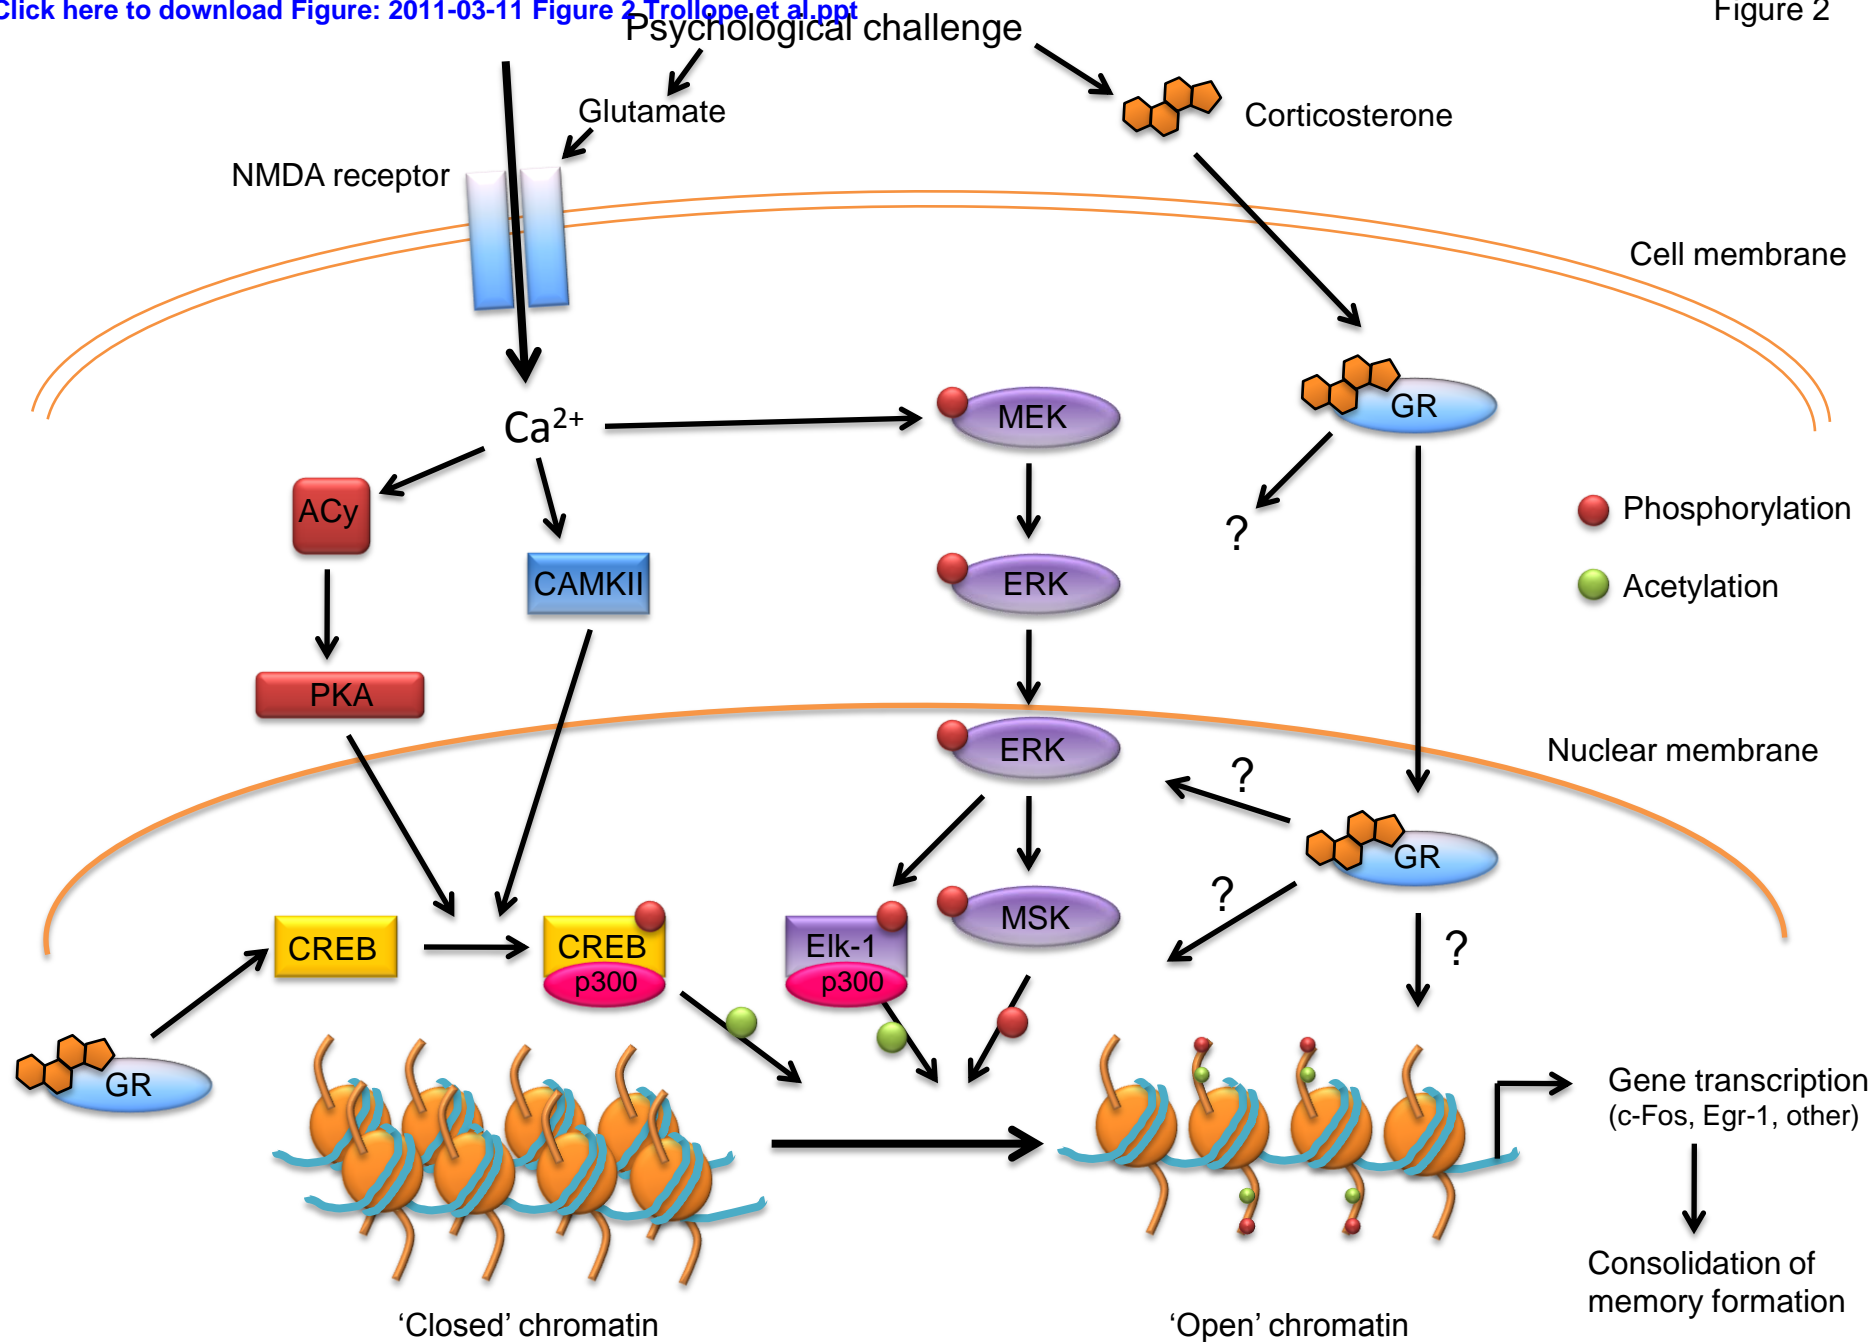 Click here to download Figure: 2011-03-11 Figure 2 Trollope et al.ppt
Figure 2
Psychological challenge
Glutamate
Corticosterone
NMDA receptor
Cell membrane
Ca2+
MEK
GR
ACy
?
Phosphorylation
CAMKII
ERK
Acetylation
PKA
ERK
Nuclear membrane
?
GR
?
MSK
CREB
CREB
Elk-1
?
p300
p300
GR
Gene transcription
(c-Fos, Egr-1, other)
Consolidation of
memory formation
‘Closed’ chromatin
‘Open’ chromatin